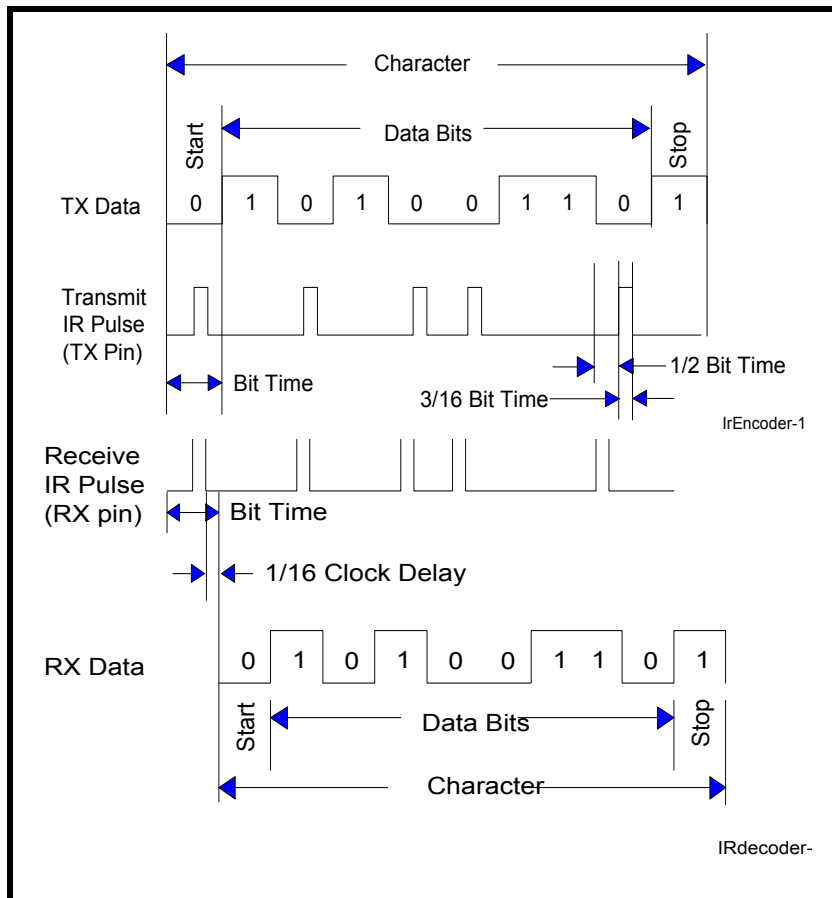 Character
Start
Data Bits
Stop
TX Data
0 1 0 1 0 0 1 1 0 1
Transmit
IR Pulse
(TX Pin)
Bit Time
1/2 Bit Time
3/16 Bit Time
IrEncoder-1
Receive
IR Pulse
(RX pin)
Bit Time
1/16 Clock Delay
RX Data
0 1 0 1 0 0 1 1 0 1
Start
Data Bits
Stop
Character
IRdecoder-